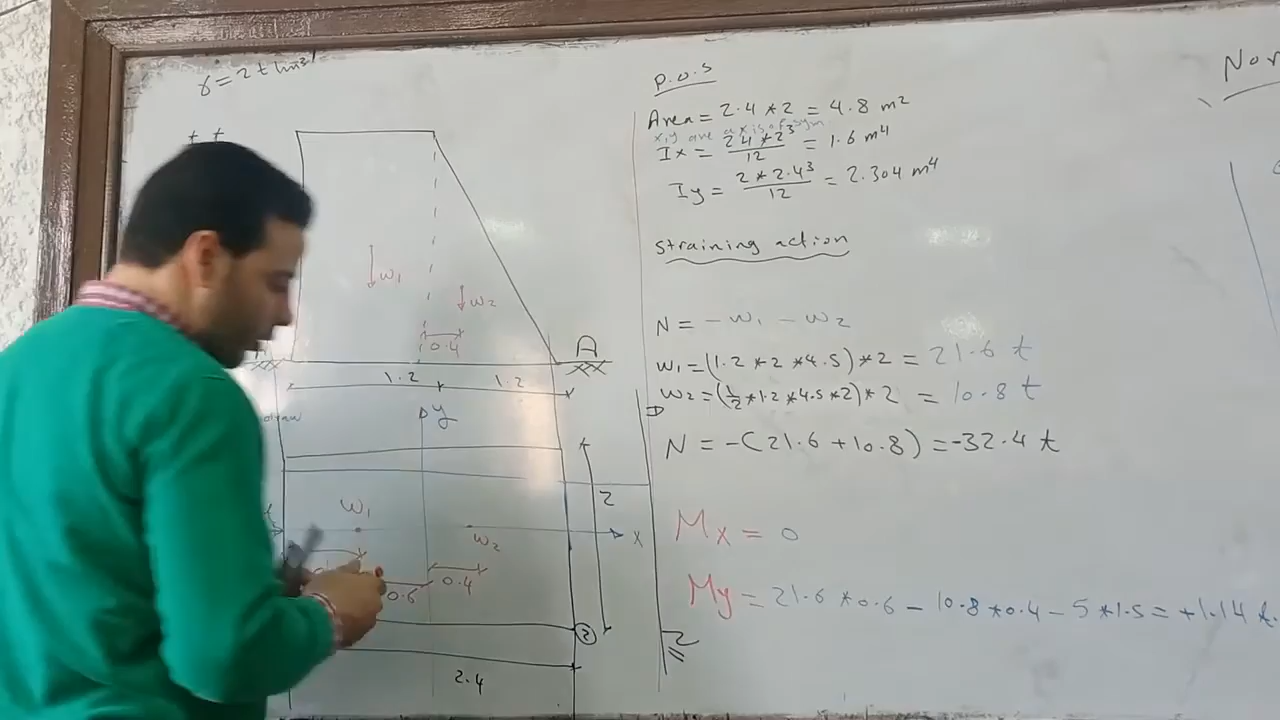 γ = 2 t/m³
w1
w2
0.4
A
1.2
1.2
y
2
w1
w2
x
0.6
0.4
2
2.4
P.O.S
Area = 2.4 * 2 = 4.8 m²
x,y are axis of sym
Ix = 2.4 * 2³ / 12 = 1.6 m⁴
Iy = 2 * 2.4³ / 12 = 2.304 m⁴
straining action
N = - w1 - w2
w1 = (1.2 * 2 * 4.5) * 2 = 21.6 t
w2 = (1/2 * 1.2 * 4.5 * 2) * 2 = 10.8 t
N = -(21.6 + 10.8) = -32.4 t
Mx = 0
My = 21.6 * 0.6 - 10.8 * 0.4 - 5 * 1.5 = +1.14 t.
2
Nor